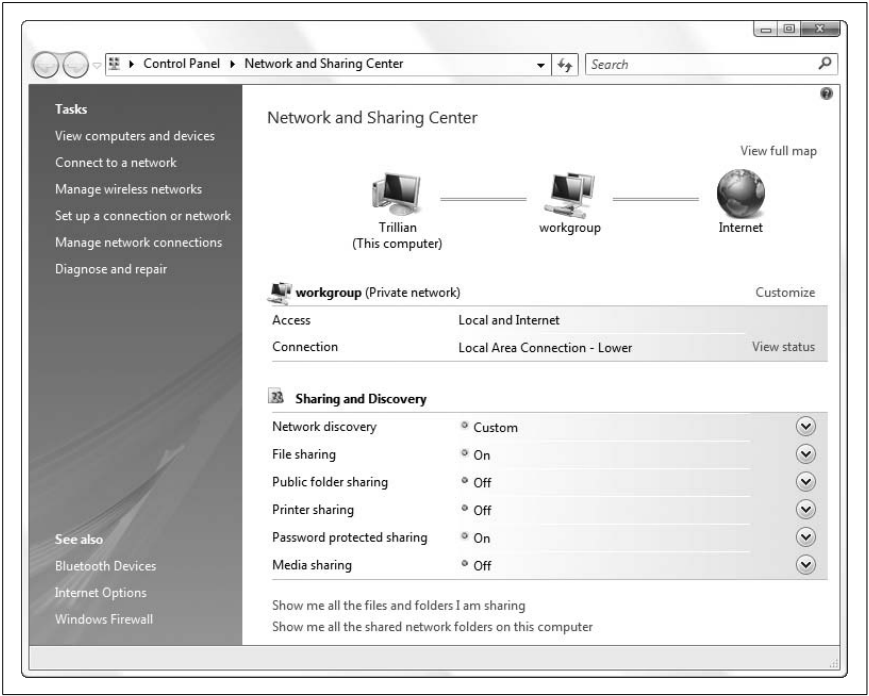 Control Panel Network and Sharing Center
Search
Tasks
View computers and devices
Connect to a network
Manage wireless networks
Set up a connection or network
Manage network connections
Diagnose and repair
See also
Bluetooth Devices
Internet Options
Windows Firewall
Network and Sharing Center
View full map
Trillian
(This computer)
workgroup
Internet
workgroup (Private network) Customize
Access Local and Internet
Connection Local Area Connection - Lower View status
Sharing and Discovery
Network discovery Custom
File sharing On
Public folder sharing Off
Printer sharing Off
Password protected sharing On
Media sharing Off
Show me all the files and folders I am sharing
Show me all the shared network folders on this computer